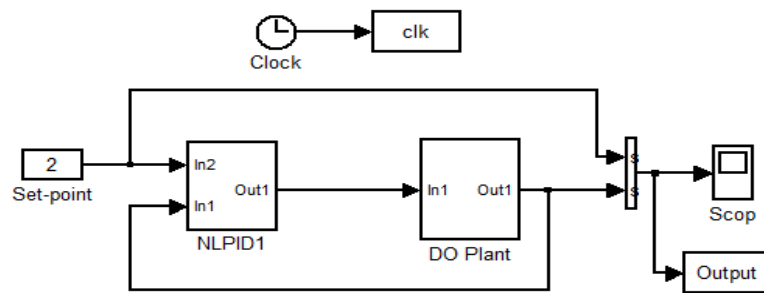 clk
Clock
2
Set-point
In2
In1
Out1
NLPID1
In1
Out1
DO Plant
s
s
Scop
Output